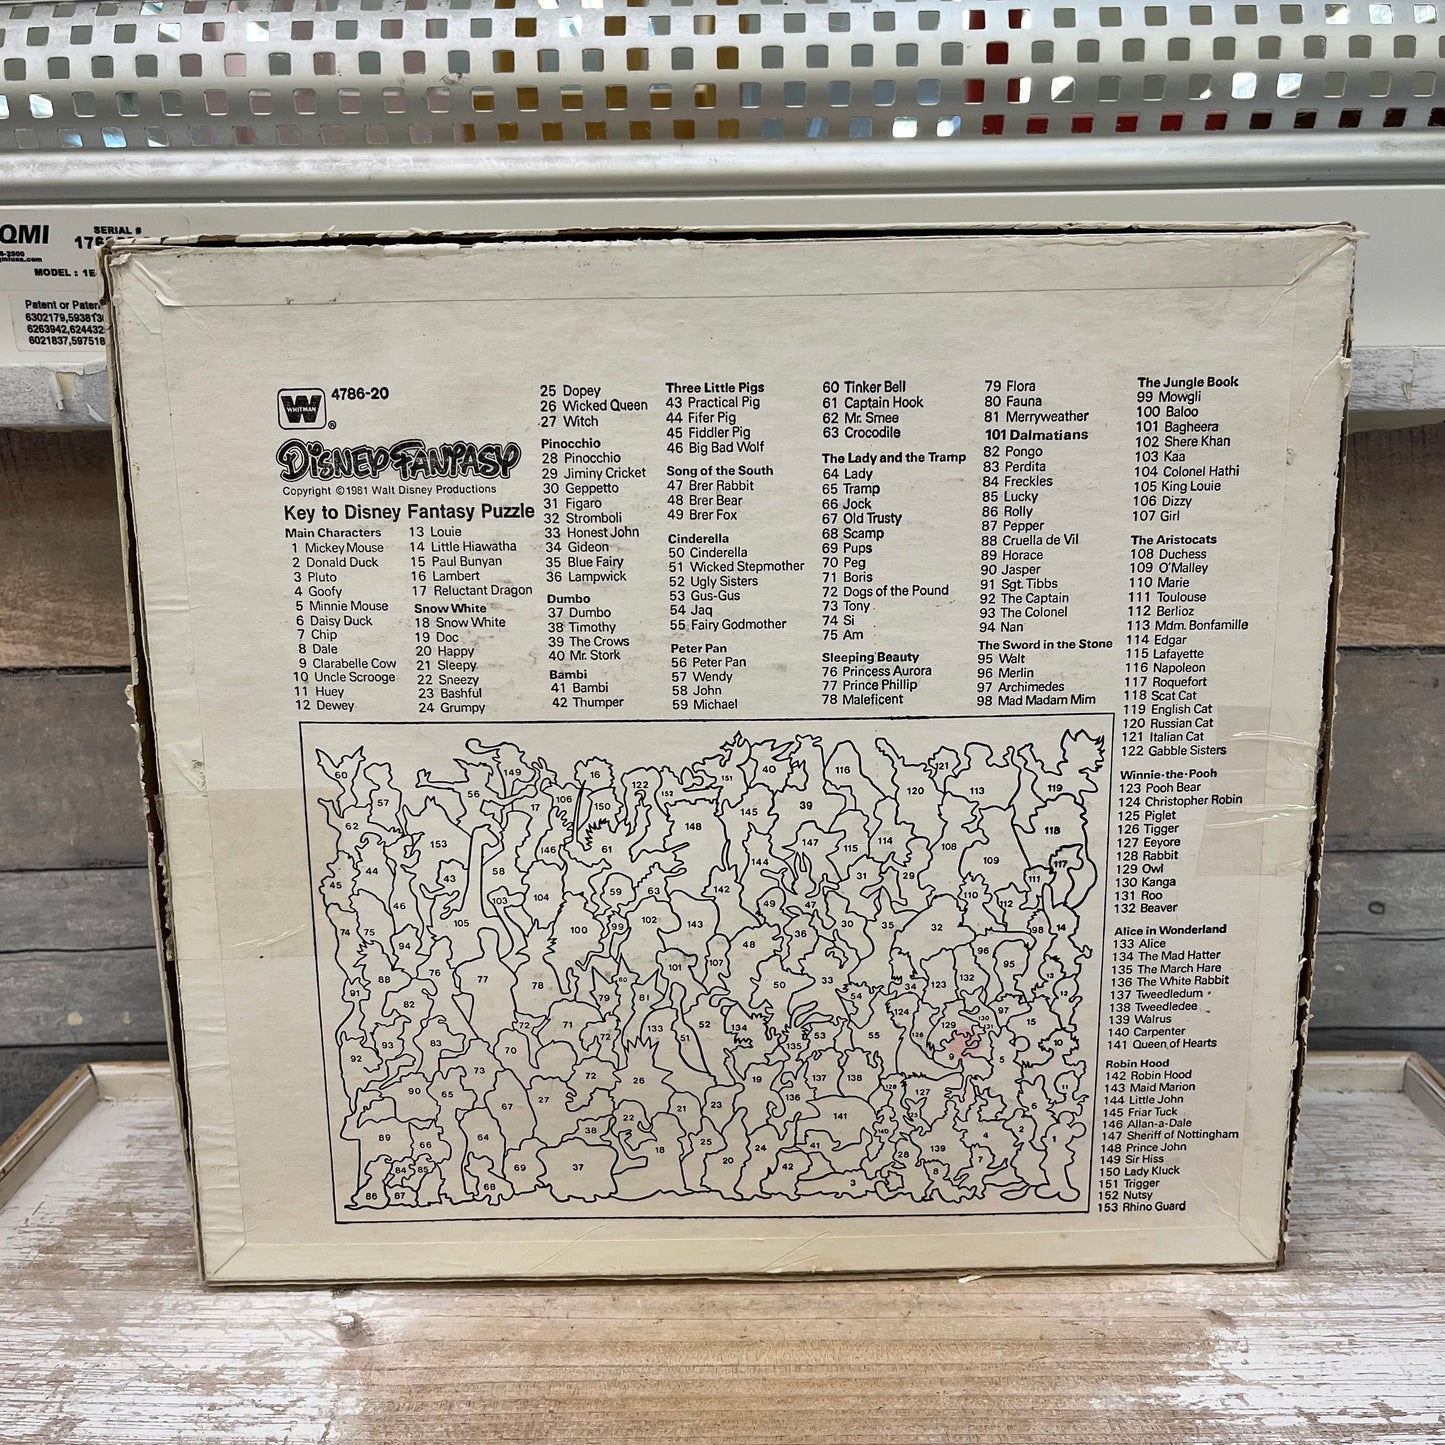 QMI
SERIAL #
MODEL : 1E
Patent or Paten
6302179,5938130
6263942,624432
6021837,597518
W
WHITMAN
®
4786-20
DISNEY FANTASY
Copyright ©1981 Walt Disney Productions
Key to Disney Fantasy Puzzle
Main Characters
1 Mickey Mouse
2 Donald Duck
3 Pluto
4 Goofy
5 Minnie Mouse
6 Daisy Duck
7 Chip
8 Dale
9 Clarabelle Cow
10 Uncle Scrooge
11 Huey
12 Dewey
13 Louie
14 Little Hiawatha
15 Paul Bunyan
16 Lambert
17 Reluctant Dragon
Snow White
18 Snow White
19 Doc
20 Happy
21 Sleepy
22 Sneezy
23 Bashful
24 Grumpy
25 Dopey
26 Wicked Queen
27 Witch
Pinocchio
28 Pinocchio
29 Jiminy Cricket
30 Geppetto
31 Figaro
32 Stromboli
33 Honest John
34 Gideon
35 Blue Fairy
36 Lampwick
Dumbo
37 Dumbo
38 Timothy
39 The Crows
40 Mr. Stork
Bambi
41 Bambi
42 Thumper
Three Little Pigs
43 Practical Pig
44 Fifer Pig
45 Fiddler Pig
46 Big Bad Wolf
Song of the South
47 Brer Rabbit
48 Brer Bear
49 Brer Fox
Cinderella
50 Cinderella
51 Wicked Stepmother
52 Ugly Sisters
53 Gus-Gus
54 Jaq
55 Fairy Godmother
Peter Pan
56 Peter Pan
57 Wendy
58 John
59 Michael
60 Tinker Bell
61 Captain Hook
62 Mr. Smee
63 Crocodile
The Lady and the Tramp
64 Lady
65 Tramp
66 Jock
67 Old Trusty
68 Scamp
69 Pups
70 Peg
71 Boris
72 Dogs of the Pound
73 Tony
74 Si
75 Am
Sleeping Beauty
76 Princess Aurora
77 Prince Phillip
78 Maleficent
79 Flora
80 Fauna
81 Merryweather
101 Dalmatians
82 Pongo
83 Perdita
84 Freckles
85 Lucky
86 Rolly
87 Pepper
88 Cruella de Vil
89 Horace
90 Jasper
91 Sgt. Tibbs
92 The Captain
93 The Colonel
94 Nan
The Sword in the Stone
95 Walt
96 Merlin
97 Archimedes
98 Mad Madam Mim
The Jungle Book
99 Mowgli
100 Baloo
101 Bagheera
102 Shere Khan
103 Kaa
104 Colonel Hathi
105 King Louie
106 Dizzy
107 Girl
The Aristocats
108 Duchess
109 O'Malley
110 Marie
111 Toulouse
112 Berlioz
113 Mdm. Bonfamille
114 Edgar
115 Lafayette
116 Napoleon
117 Roquefort
118 Scat Cat
119 English Cat
120 Russian Cat
121 Italian Cat
122 Gabble Sisters
Winnie-the-Pooh
123 Pooh Bear
124 Christopher Robin
125 Piglet
126 Tigger
127 Eeyore
128 Rabbit
129 Owl
130 Kanga
131 Roo
132 Beaver
Alice in Wonderland
133 Alice
134 The Mad Hatter
135 The March Hare
136 The White Rabbit
137 Tweedledum
138 Tweedledee
139 Walrus
140 Carpenter
141 Queen of Hearts
Robin Hood
142 Robin Hood
143 Maid Marion
144 Little John
145 Friar Tuck
146 Allan-a-Dale
147 Sheriff of Nottingham
148 Prince John
149 Sir Hiss
150 Lady Kluck
151 Trigger
152 Nutsy
153 Rhino Guard